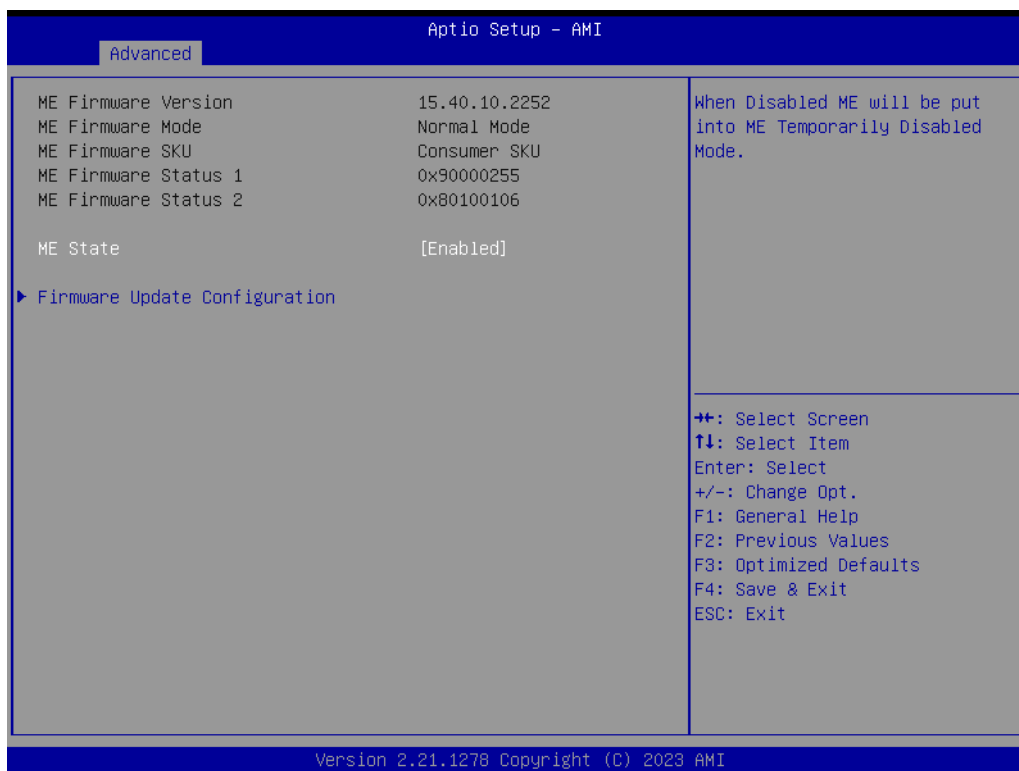 Aptio Setup - AMI
Advanced
ME Firmware Version 15.40.10.2252
ME Firmware Mode Normal Mode
ME Firmware SKU Consumer SKU
ME Firmware Status 1 0x90000255
ME Firmware Status 2 0x80100106
ME State [Enabled]
▶ Firmware Update Configuration
When Disabled ME will be put
into ME Temporarily Disabled
Mode.
→←: Select Screen
↑↓: Select Item
Enter: Select
+/-: Change Opt.
F1: General Help
F2: Previous Values
F3: Optimized Defaults
F4: Save & Exit
ESC: Exit
Version 2.21.1278 Copyright (C) 2023 AMI